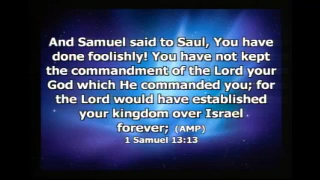 And Samuel said to Saul, You have
done foolishly! You have not kept
the commandment of the Lord your
God which He commanded you; for
the Lord would have established
your kingdom over Israel
forever; (AMP)
1 Samuel 13:13